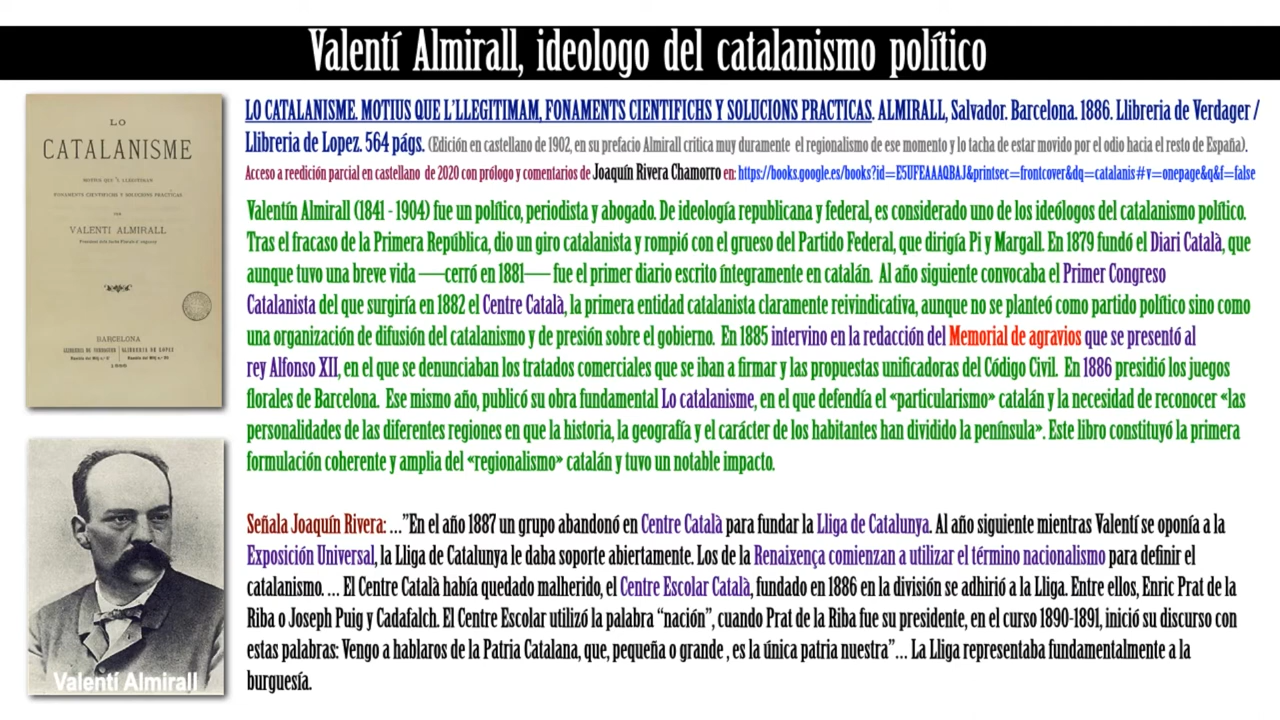 Valentí Almirall, ideologo del catalanismo político
LO CATALANISME. MOTIUS QUE L'LLEGITIMAM, FONAMENTS CIENTIFICHS Y SOLUCIONS PRACTICAS. ALMIRALL, Salvador. Barcelona. 1886. Llibreria de Verdager /
Llibreria de Lopez. 564 págs. (Edición en castellano de 1902, en su prefacio Almirall critica muy duramente el regionalismo de ese momento y lo tacha de estar movido por el odio hacia el resto de España).
Acceso a reedición parcial en castellano de 2020 con prólogo y comentarios de Joaquín Rivera Chamorro en: https://books.google.es/books?id=E5UFEAAAQBAJ&printsec=frontcover&dq=catalanis#v=onepage&q&f=false
Valentín Almirall (1841 - 1904) fue un político, periodista y abogado. De ideología republicana y federal, es considerado uno de los ideólogos del catalanismo político.
Tras el fracaso de la Primera República, dio un giro catalanista y rompió con el grueso del Partido Federal, que dirigía Pi y Margall. En 1879 fundó el Diari Català, que
aunque tuvo una breve vida —–cerró en 1881—– fue el primer diario escrito íntegramente en catalán. Al año siguiente convocaba el Primer Congreso
Catalanista del que surgiría en 1882 el Centre Català, la primera entidad catalanista claramente reivindicativa, aunque no se planteó como partido político sino como
una organización de difusión del catalanismo y de presión sobre el gobierno. En 1885 intervino en la redacción del Memorial de agravios que se presentó al
rey Alfonso XII, en el que se denunciaban los tratados comerciales que se iban a firmar y las propuestas unificadoras del Código Civil. En 1886 presidió los juegos
florales de Barcelona. Ese mismo año, publicó su obra fundamental Lo catalanisme, en el que defendía el «particularismo» catalán y la necesidad de reconocer «las
personalidades de las diferentes regiones en que la historia, la geografía y el carácter de los habitantes han dividido la península». Este libro constituyó la primera
formulación coherente y amplia del «regionalismo» catalán y tuvo un notable impacto.
Señala Joaquín Rivera: ..."En el año 1887 un grupo abandonó en Centre Català para fundar la Lliga de Catalunya. Al año siguiente mientras Valentí se oponía a la
Exposición Universal, la Lliga de Catalunya le daba soporte abiertamente. Los de la Renaixença comienzan a utilizar el término nacionalismo para definir el
catalanismo. ... El Centre Català había quedado malherido, el Centre Escolar Català, fundado en 1886 en la división se adhirió a la Lliga. Entre ellos, Enric Prat de la
Riba o Joseph Puig y Cadafalch. El Centre Escolar utilizó la palabra "nación", cuando Prat de la Riba fue su presidente, en el curso 1890-1891, inició su discurso con
estas palabras: Vengo a hablaros de la Patria Catalana, que, pequeña o grande , es la única patria nuestra"... La Lliga representaba fundamentalmente a la
burguesía.
LO
CATALANISME
MOTIUS QUE 'L LLEGITIMAN
FONAMENTS CIENTIFICHS Y SOLUCIONS PRACTICAS
PER
VALENTI ALMIRALL
BARCELONA
LLIBRERIA DE VERDAGUER LLIBRERIA DE LOPEZ
1886
Valentí Almirall